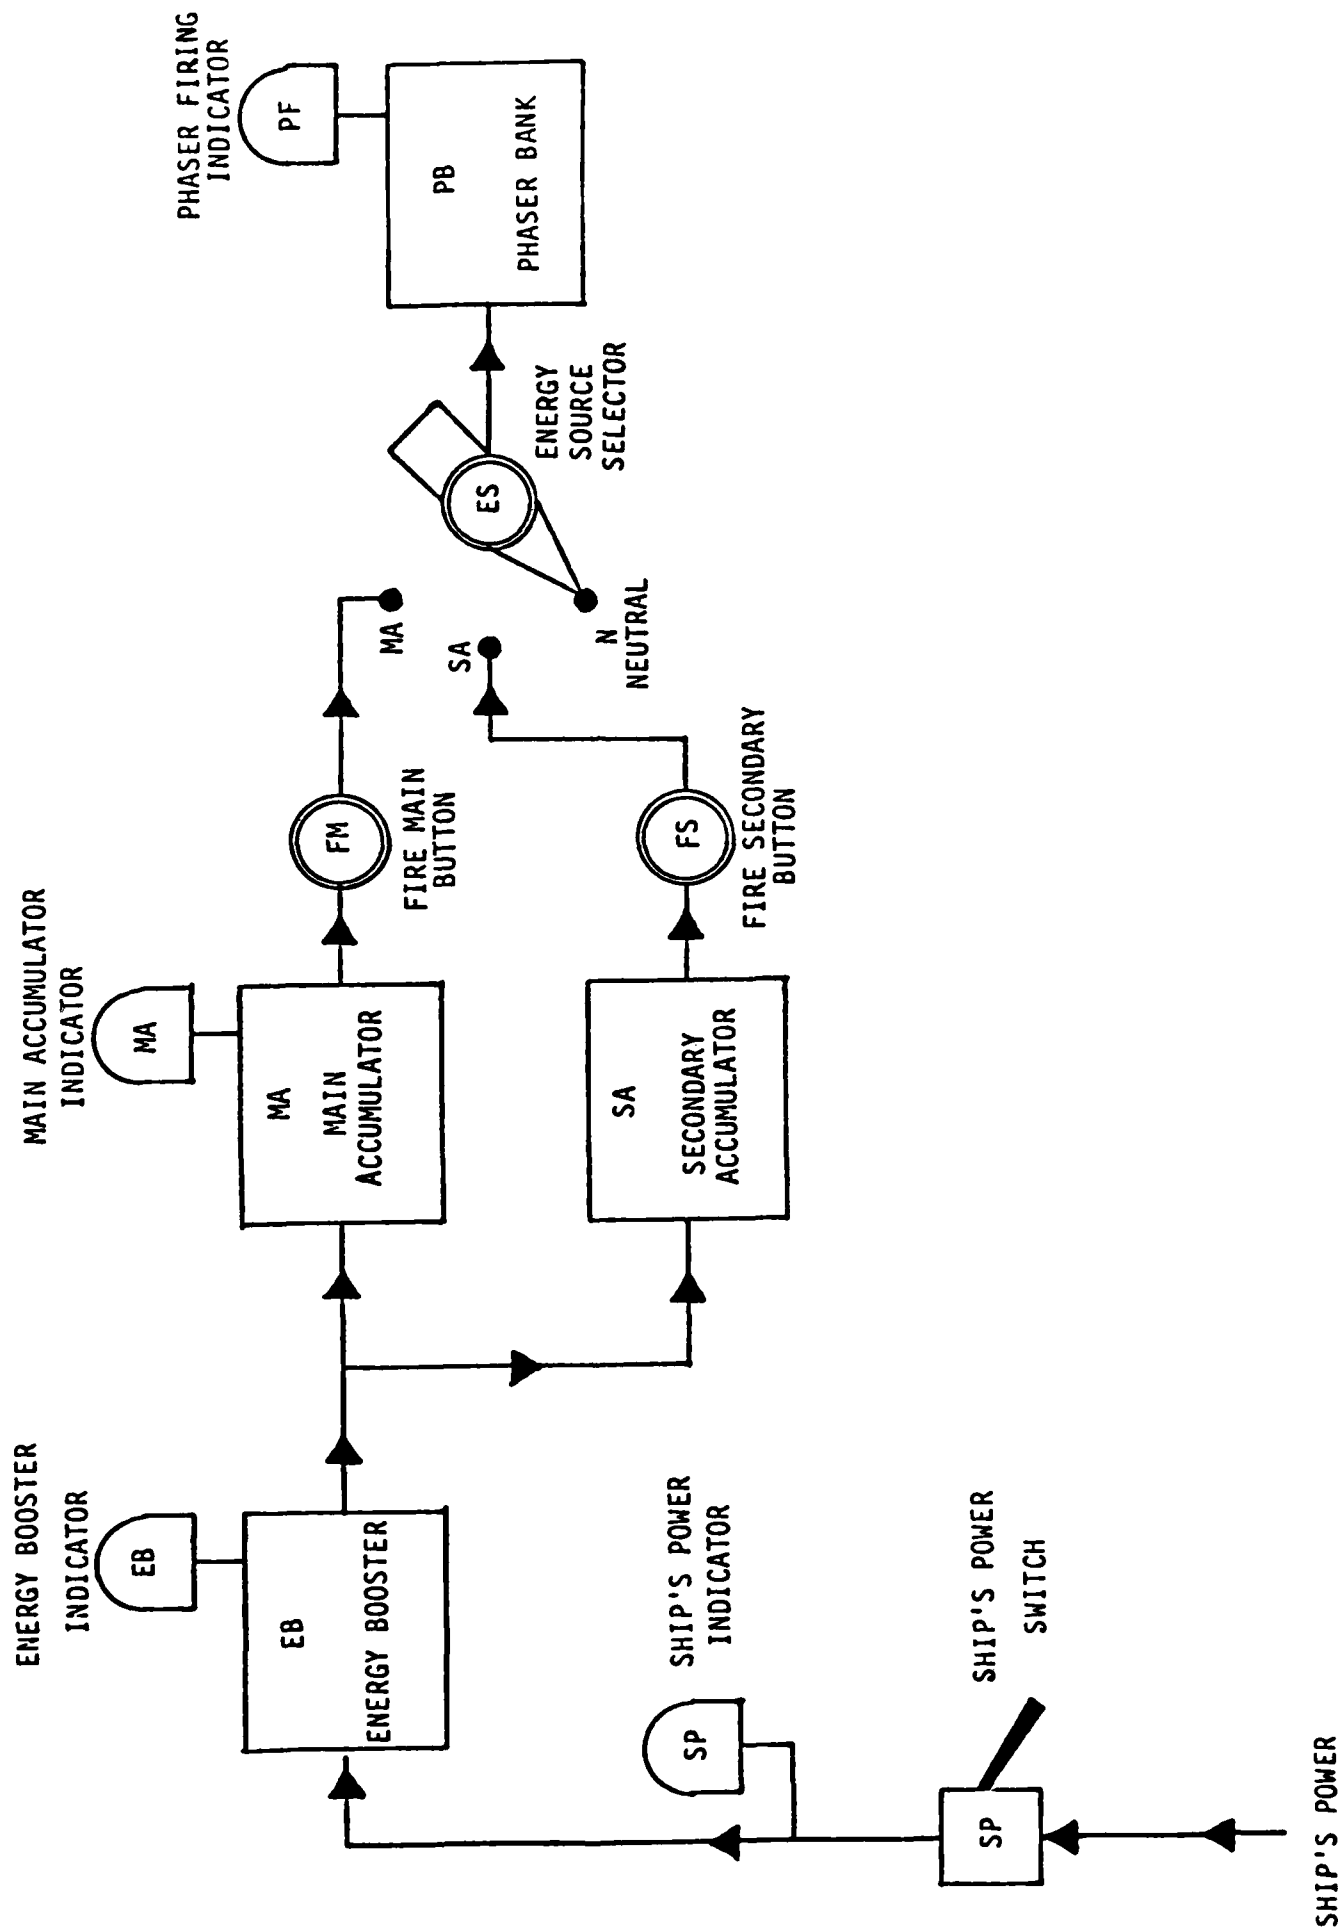 SHIP'S POWER
SP
SHIP'S POWER
SWITCH
SP
SHIP'S POWER
INDICATOR
ENERGY BOOSTER
INDICATOR
EB
EB
ENERGY BOOSTER
MAIN ACCUMULATOR
INDICATOR
MA
MA
MAIN
ACCUMULATOR
SA
SECONDARY
ACCUMULATOR
FM
FIRE MAIN
BUTTON
FS
FIRE SECONDARY
BUTTON
MA
SA
N
NEUTRAL
ES
ENERGY
SOURCE
SELECTOR
PHASER FIRING
INDICATOR
PF
PB
PHASER BANK